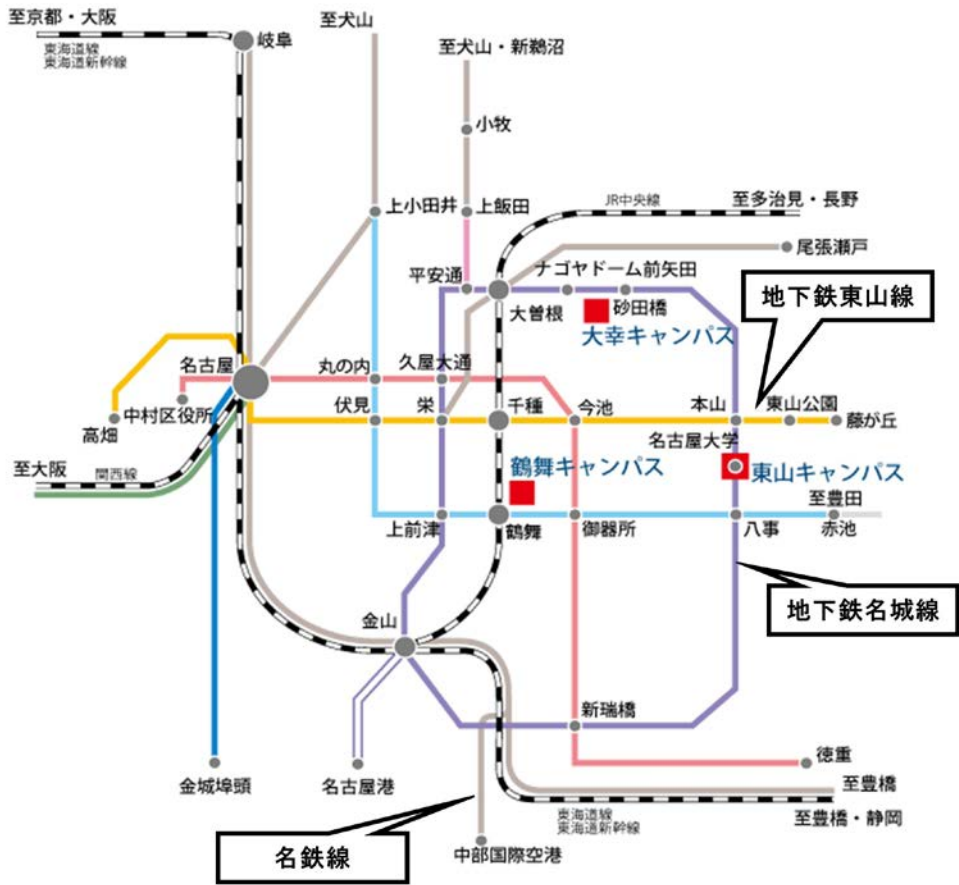 至京都・大阪
東海道線
東海道新幹線
岐阜
至犬山
至犬山・新鵜沼
小牧
上小田井
上飯田
JR中央線
至多治見・長野
尾張瀬戸
平安通
ナゴヤドーム前矢田
大曽根
砂田橋
大幸キャンパス
地下鉄東山線
名古屋
丸の内
久屋大通
中村区役所
高畑
伏見
栄
千種
今池
本山
東山公園
藤が丘
名古屋大学
至大阪
関西線
鶴舞キャンパス
東山キャンパス
至豊田
上前津
鶴舞
御器所
八事
赤池
地下鉄名城線
金山
新瑞橋
金城埠頭
名古屋港
徳重
至豊橋
東海道線
東海道新幹線
至豊橋・静岡
名鉄線
中部国際空港